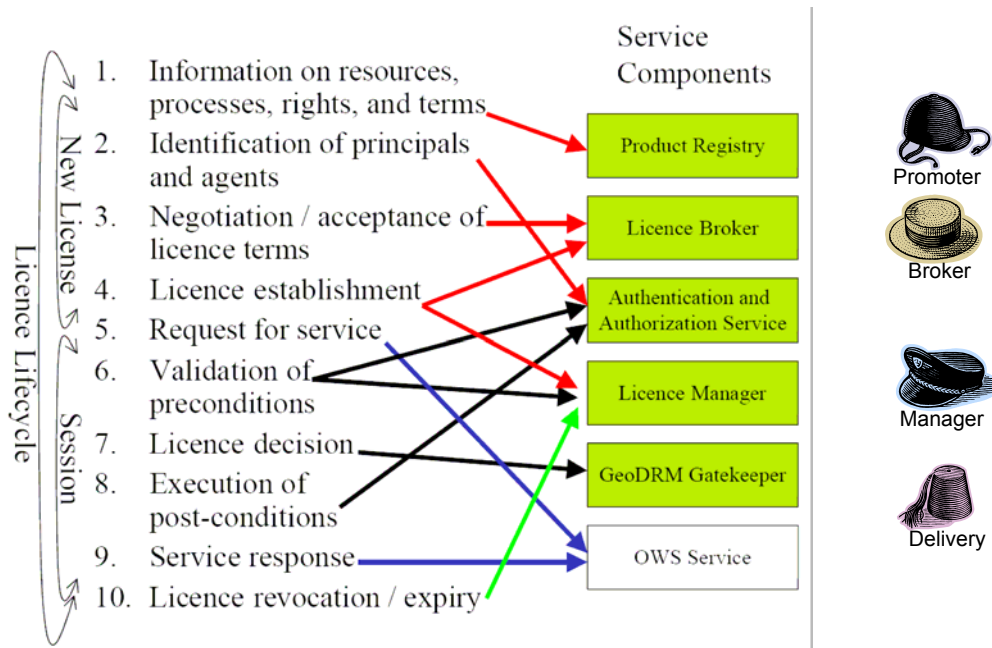 Licence Lifecycle
New License
Session
1. Information on resources,
processes, rights, and terms
2. Identification of principals
and agents
3. Negotiation / acceptance of
licence terms
4. Licence establishment
5. Request for service
6. Validation of
preconditions
7. Licence decision
8. Execution of
post-conditions
9. Service response
10. Licence revocation / expiry
Service
Components
Product Registry
Licence Broker
Authentication and
Authorization Service
Licence Manager
GeoDRM Gatekeeper
OWS Service
Promoter
Broker
Manager
Delivery